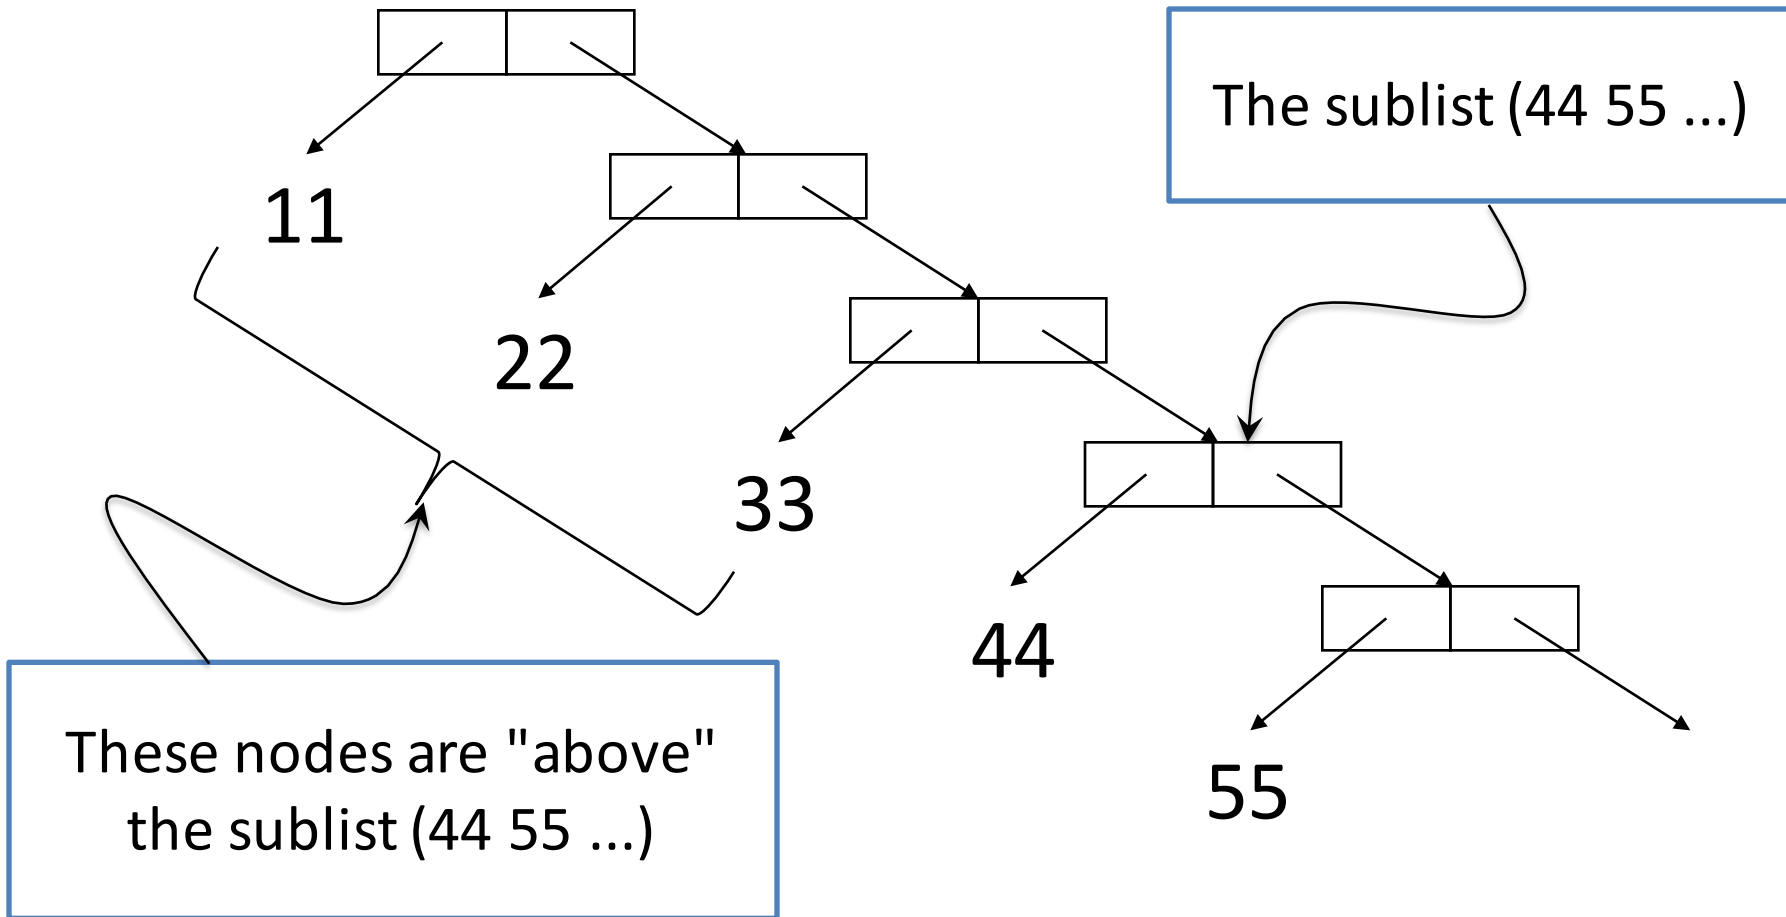 The sublist (44 55 ...)
11
22
33
44
55
These nodes are "above"
the sublist (44 55 ...)